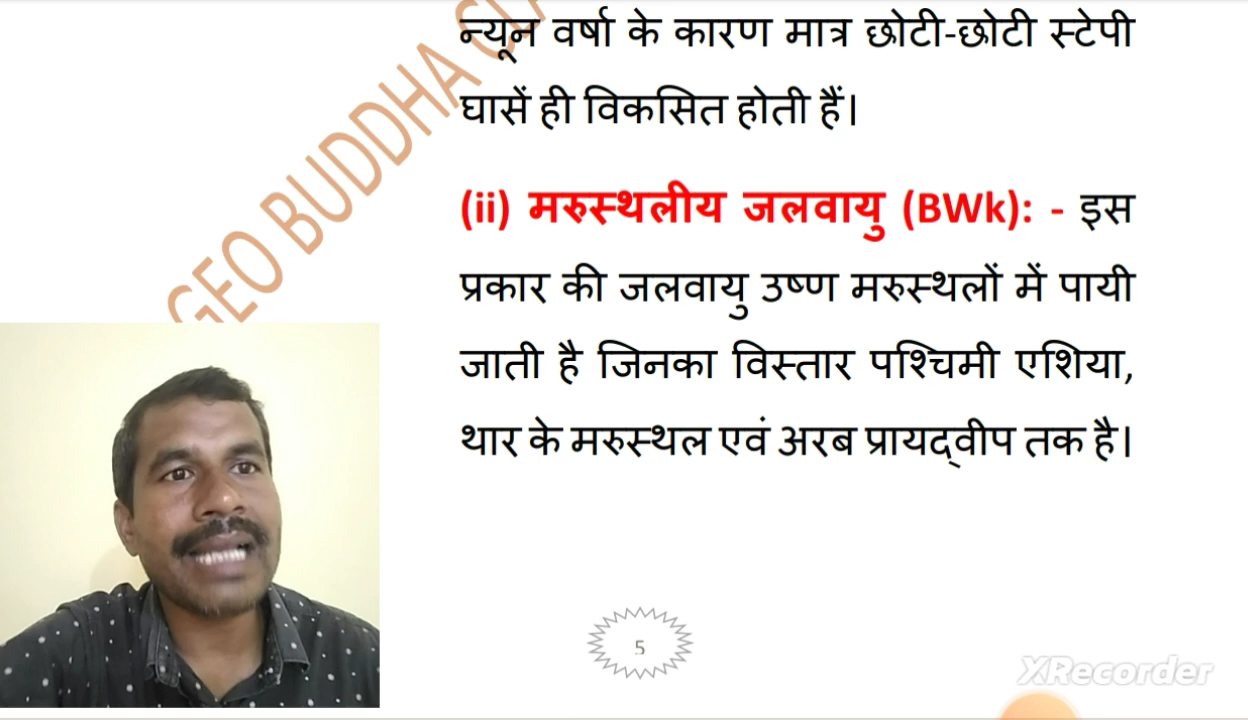 न्यून वर्षा के कारण मात्र छोटी-छोटी स्टेपी
घासें ही विकसित होती हैं।
(ii) मरुस्थलीय जलवायु (BWk): - इस
प्रकार की जलवायु उष्ण मरुस्थलों में पायी
जाती है जिनका विस्तार पश्चिमी एशिया,
थार के मरुस्थल एवं अरब प्रायद्वीप तक है।
GEO BUDDHA CL
5
XRecorder